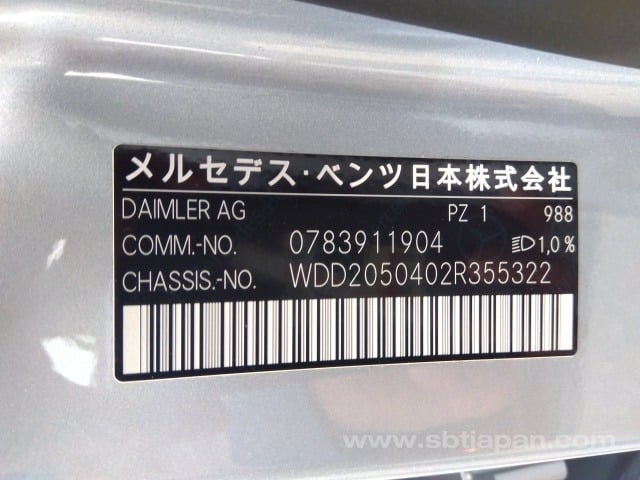 メルセデス・ベンツ日本株式会社
DAIMLER AG PZ 1 988
COMM.-NO. 0783911904 1,0%
CHASSIS.-NO. WDD2050402R355322
www.sbtjapan.com